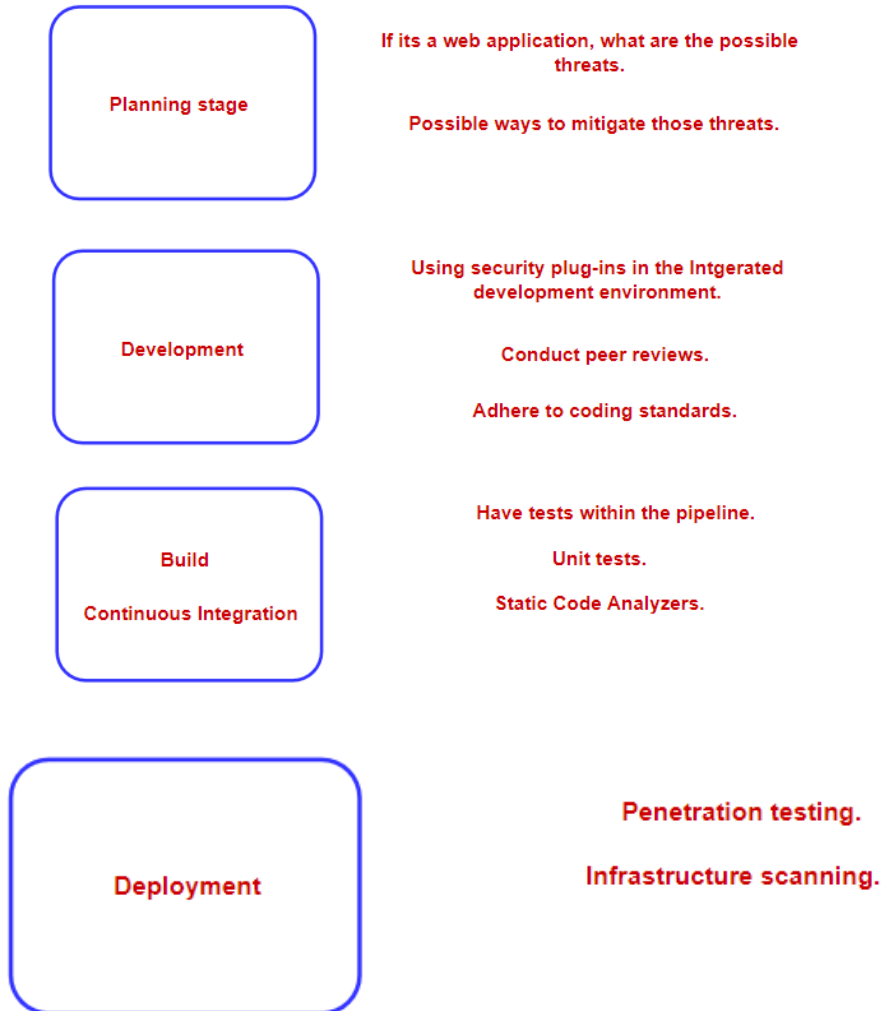 Planning stage
If its a web application, what are the possible
threats.
Possible ways to mitigate those threats.
Development
Using security plug-ins in the Intgerated
development environment.
Conduct peer reviews.
Adhere to coding standards.
Build
Continuous Integration
Have tests within the pipeline.
Unit tests.
Static Code Analyzers.
Deployment
Penetration testing.
Infrastructure scanning.